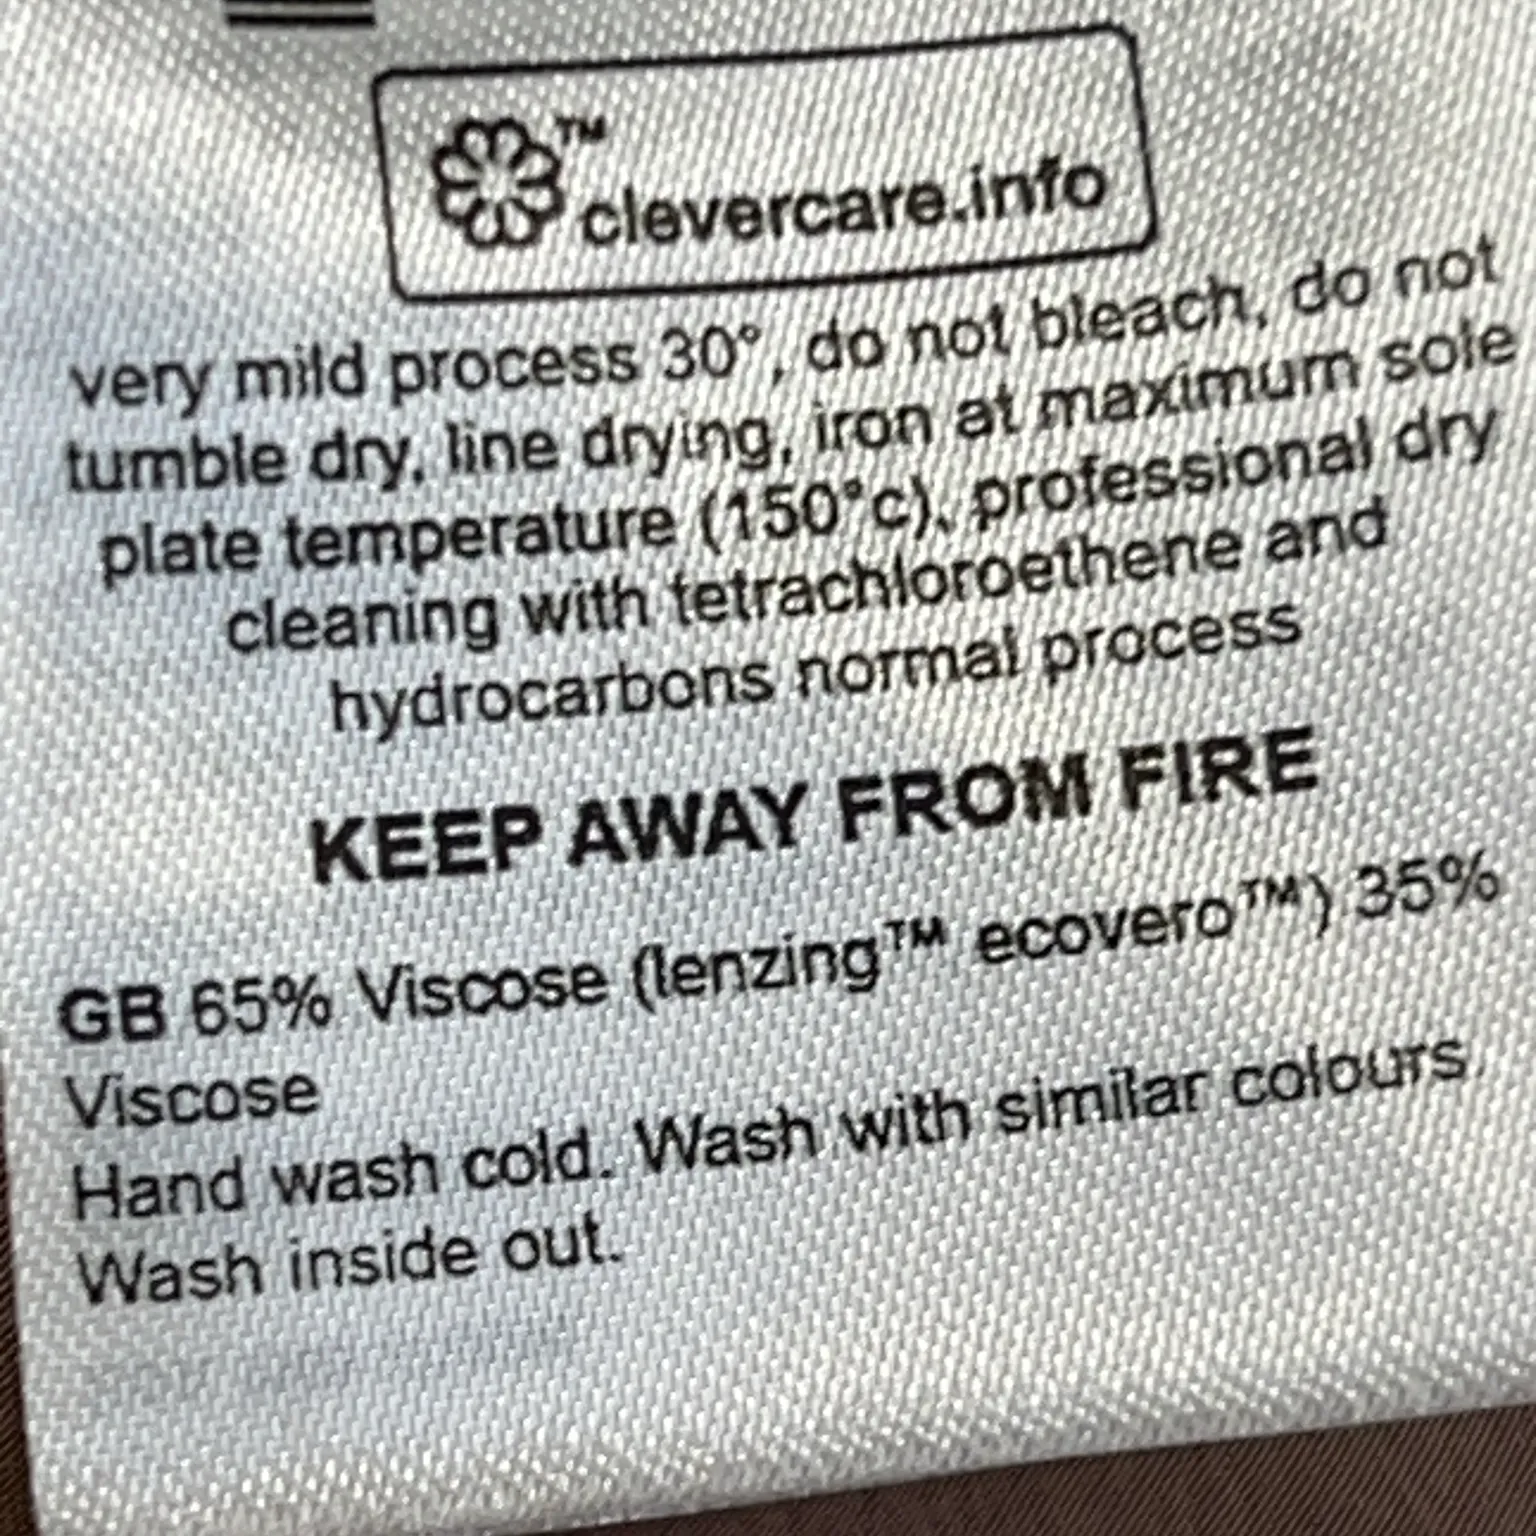 ™
clevercare.info
very mild process 30°, do not bleach, do not
tumble dry, line drying, iron at maximum sole
plate temperature (150°c), professional dry
cleaning with tetrachloroethene and
hydrocarbons normal process
KEEP AWAY FROM FIRE
GB 65% Viscose (lenzing™ ecovero™) 35%
Viscose
Hand wash cold. Wash with similar colours.
Wash inside out.